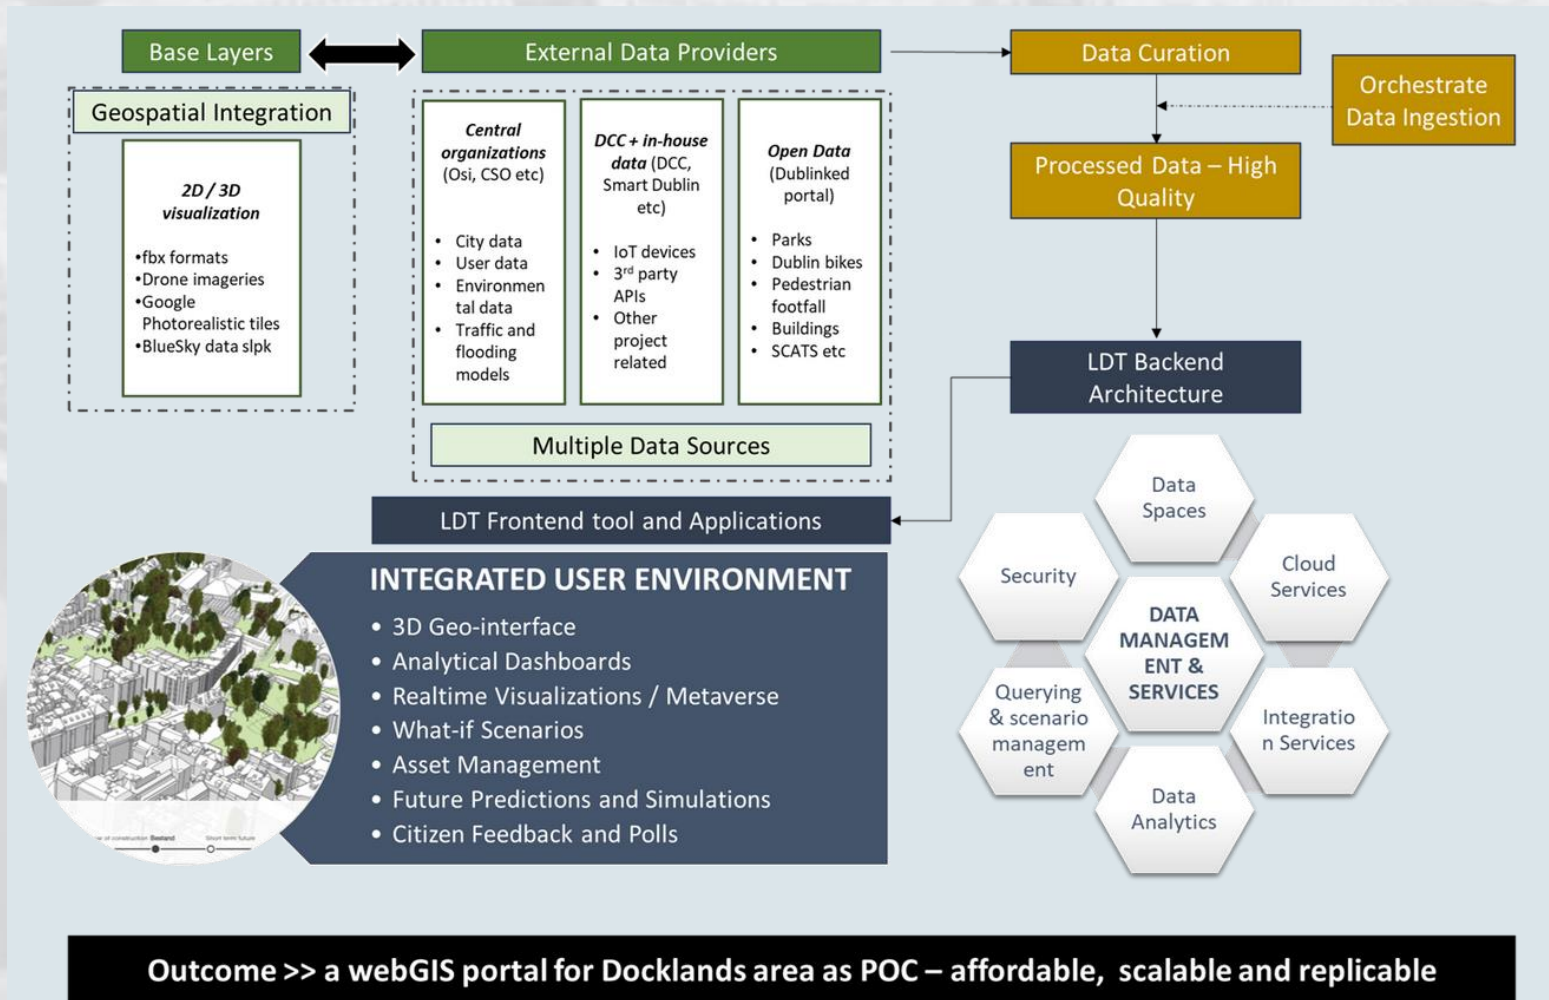 Base Layers
External Data Providers
Data Curation
Orchestrate
Data Ingestion
Geospatial Integration
2D / 3D
visualization
•fbx formats
•Drone imageries
•Google
Photorealistic tiles
•BlueSky data slpk
Central
organizations
(Osi, CSO etc)
• City data
• User data
• Environmen
tal data
• Traffic and
flooding
models
DCC + in-house
data (DCC,
Smart Dublin
etc)
• IoT devices
• 3rd party
APIs
• Other
project
related
Open Data
(Dublinked
portal)
• Parks
• Dublin bikes
• Pedestrian
footfall
• Buildings
• SCATS etc
Multiple Data Sources
Processed Data – High
Quality
LDT Backend
Architecture
LDT Frontend tool and Applications
INTEGRATED USER ENVIRONMENT
• 3D Geo-interface
• Analytical Dashboards
• Realtime Visualizations / Metaverse
• What-if Scenarios
• Asset Management
• Future Predictions and Simulations
• Citizen Feedback and Polls
of construction Bestand Short term future
Data
Spaces
Security
Cloud
Services
DATA
MANAGEM
ENT &
SERVICES
Querying
& scenario
managem
ent
Integratio
n Services
Data
Analytics
Outcome >> a webGIS portal for Docklands area as POC – affordable, scalable and replicable